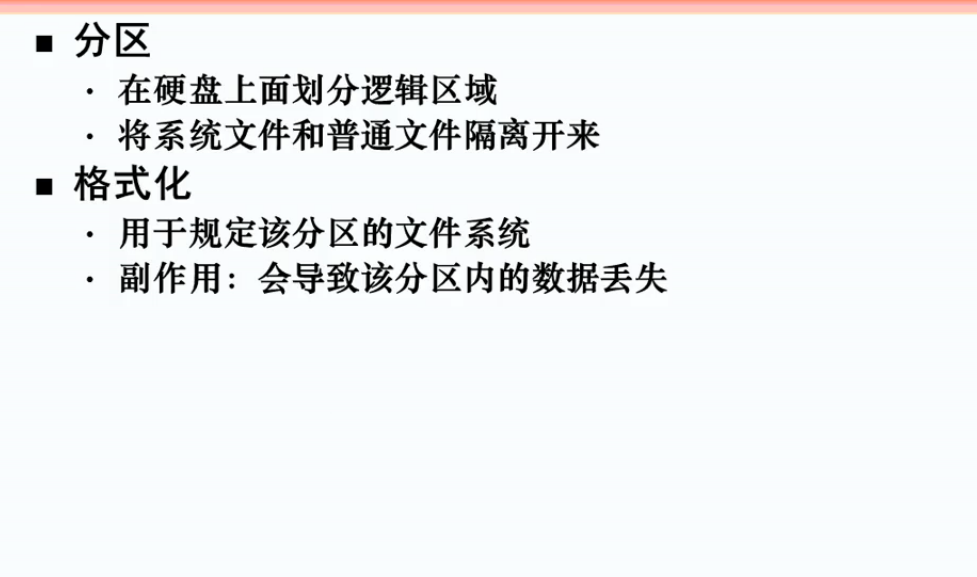 ■ 分区
· 在硬盘上面划分逻辑区域
· 将系统文件和普通文件隔离开来
■ 格式化
· 用于规定该分区的文件系统
· 副作用：会导致该分区内的数据丢失